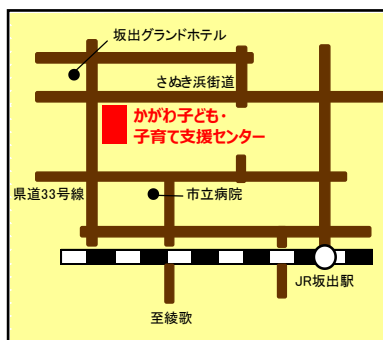 坂出グランドホテル
さぬき浜街道
かがわ子ども・
子育て支援センター
県道33号線
市立病院
JR坂出駅
至綾歌